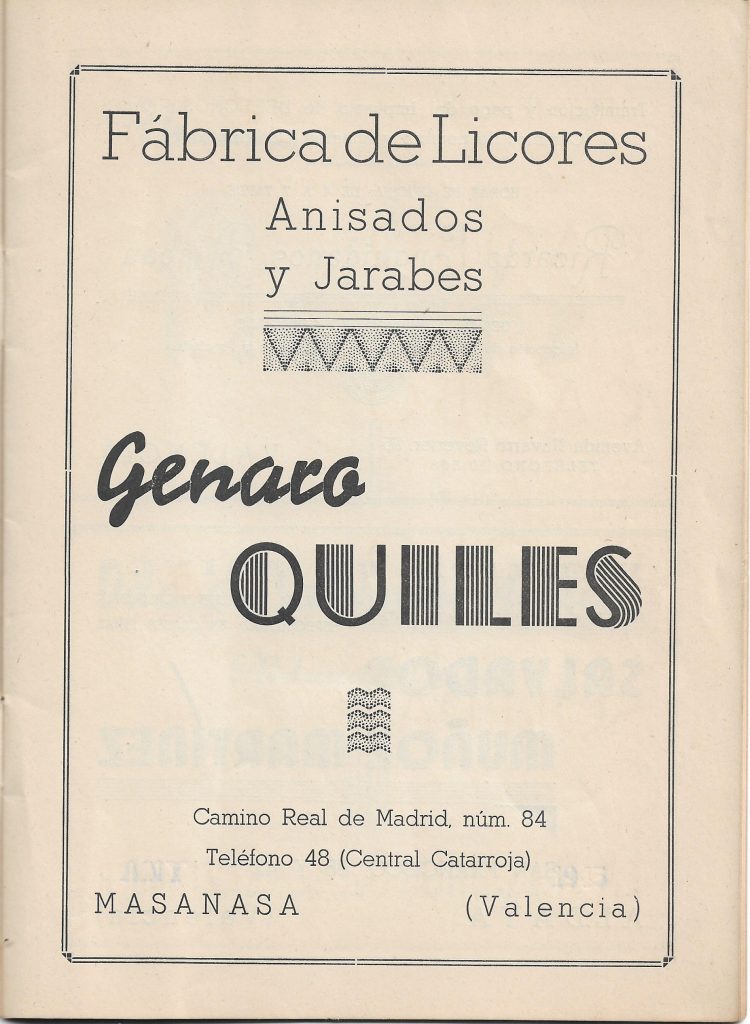 Fábrica de Licores
Anisados
y Jarabes
Genaro
QUILES
Camino Real de Madrid, núm. 84
Teléfono 48 (Central Catarroja)
MASANASA (Valencia)